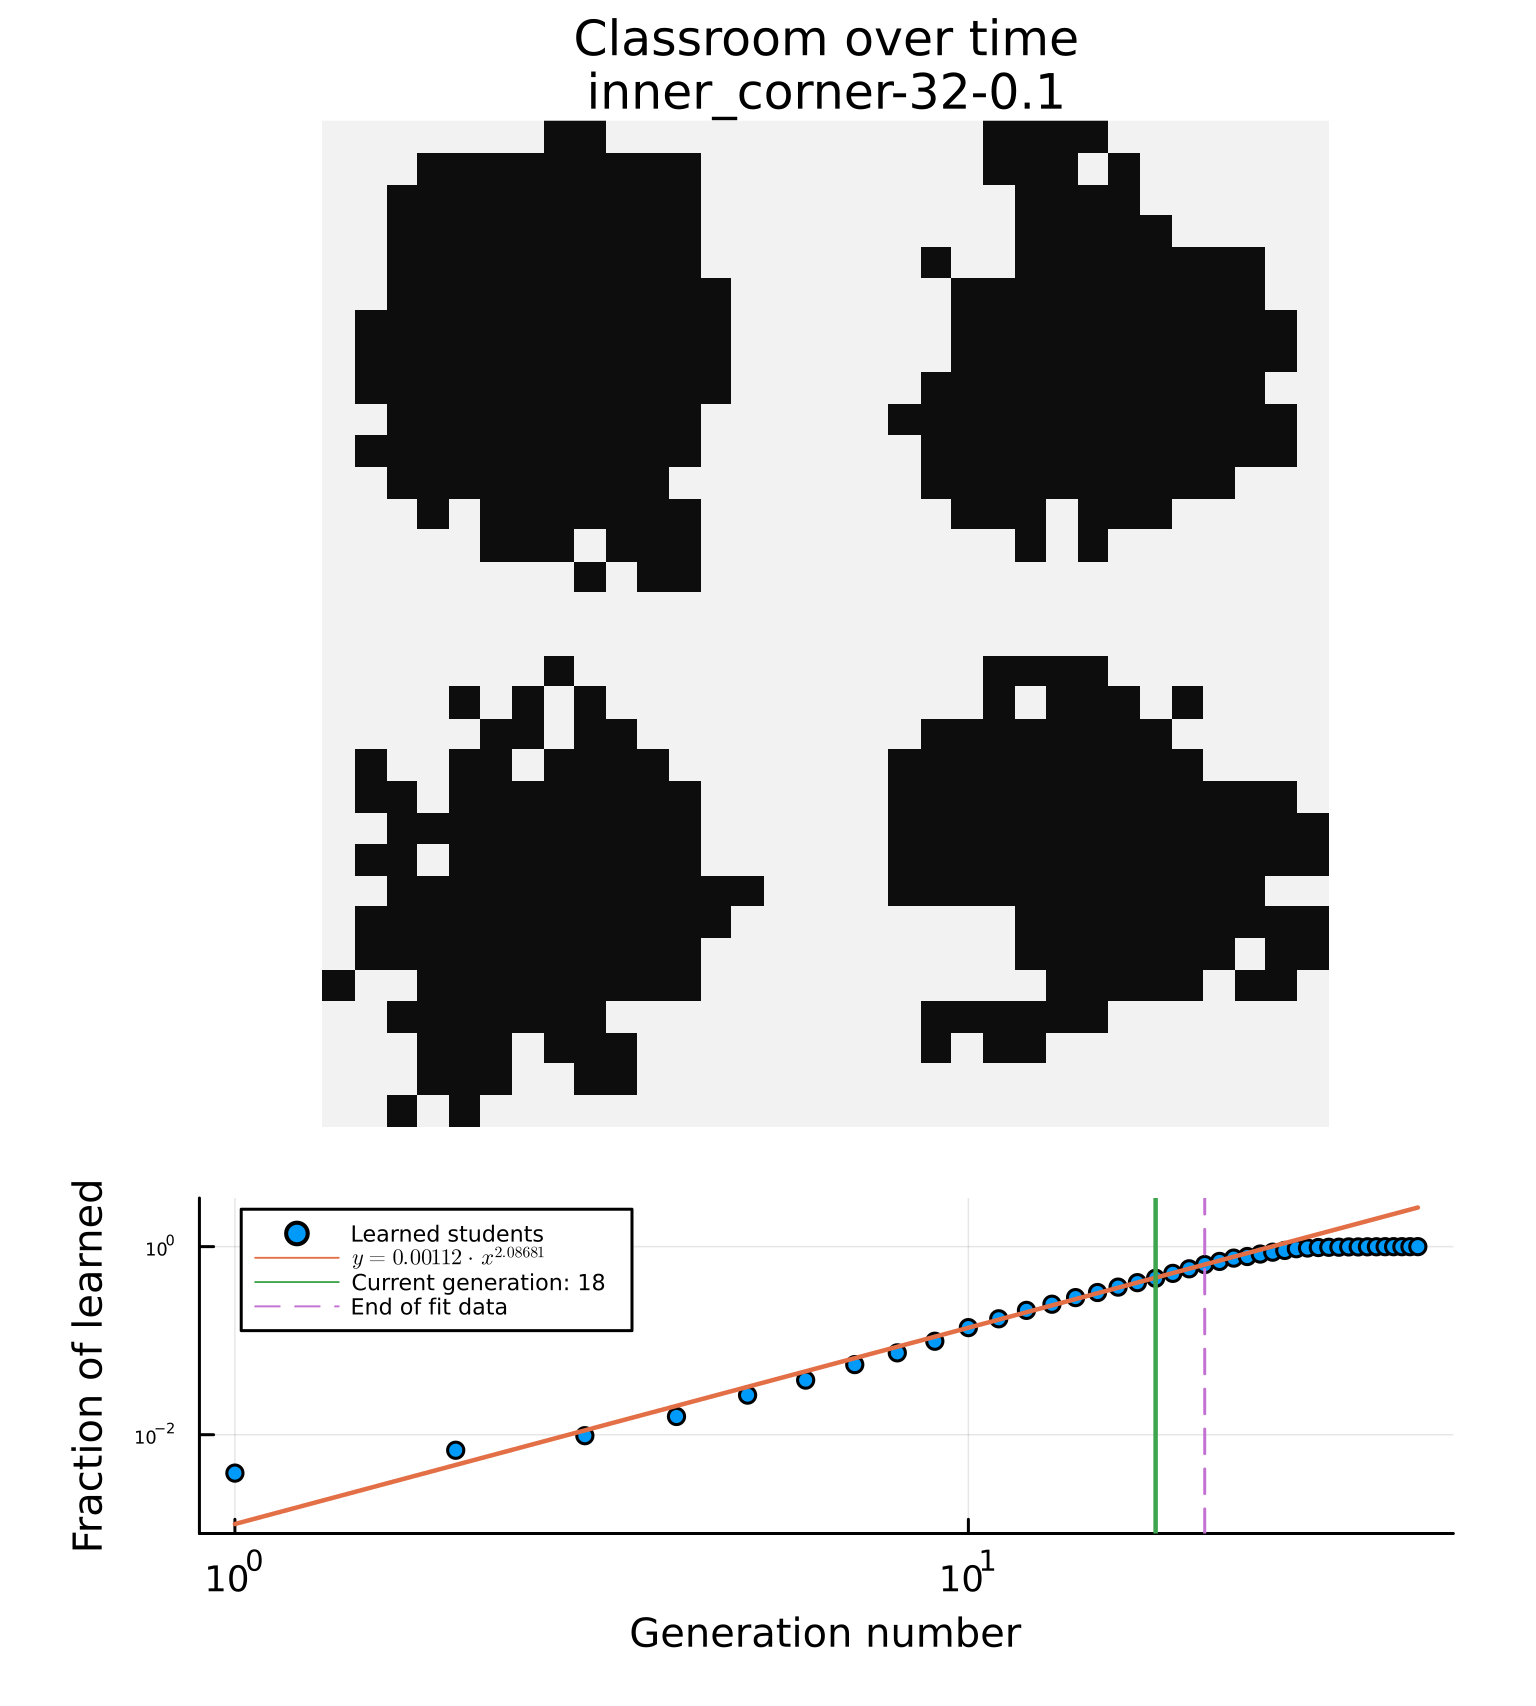 Classroom over time
inner_corner-32-0.1
Fraction of learned
10^0
10^-2
Learned students
y = 0.00112 · x^2.08681
Current generation: 18
End of fit data
10^0
10^1
Generation number